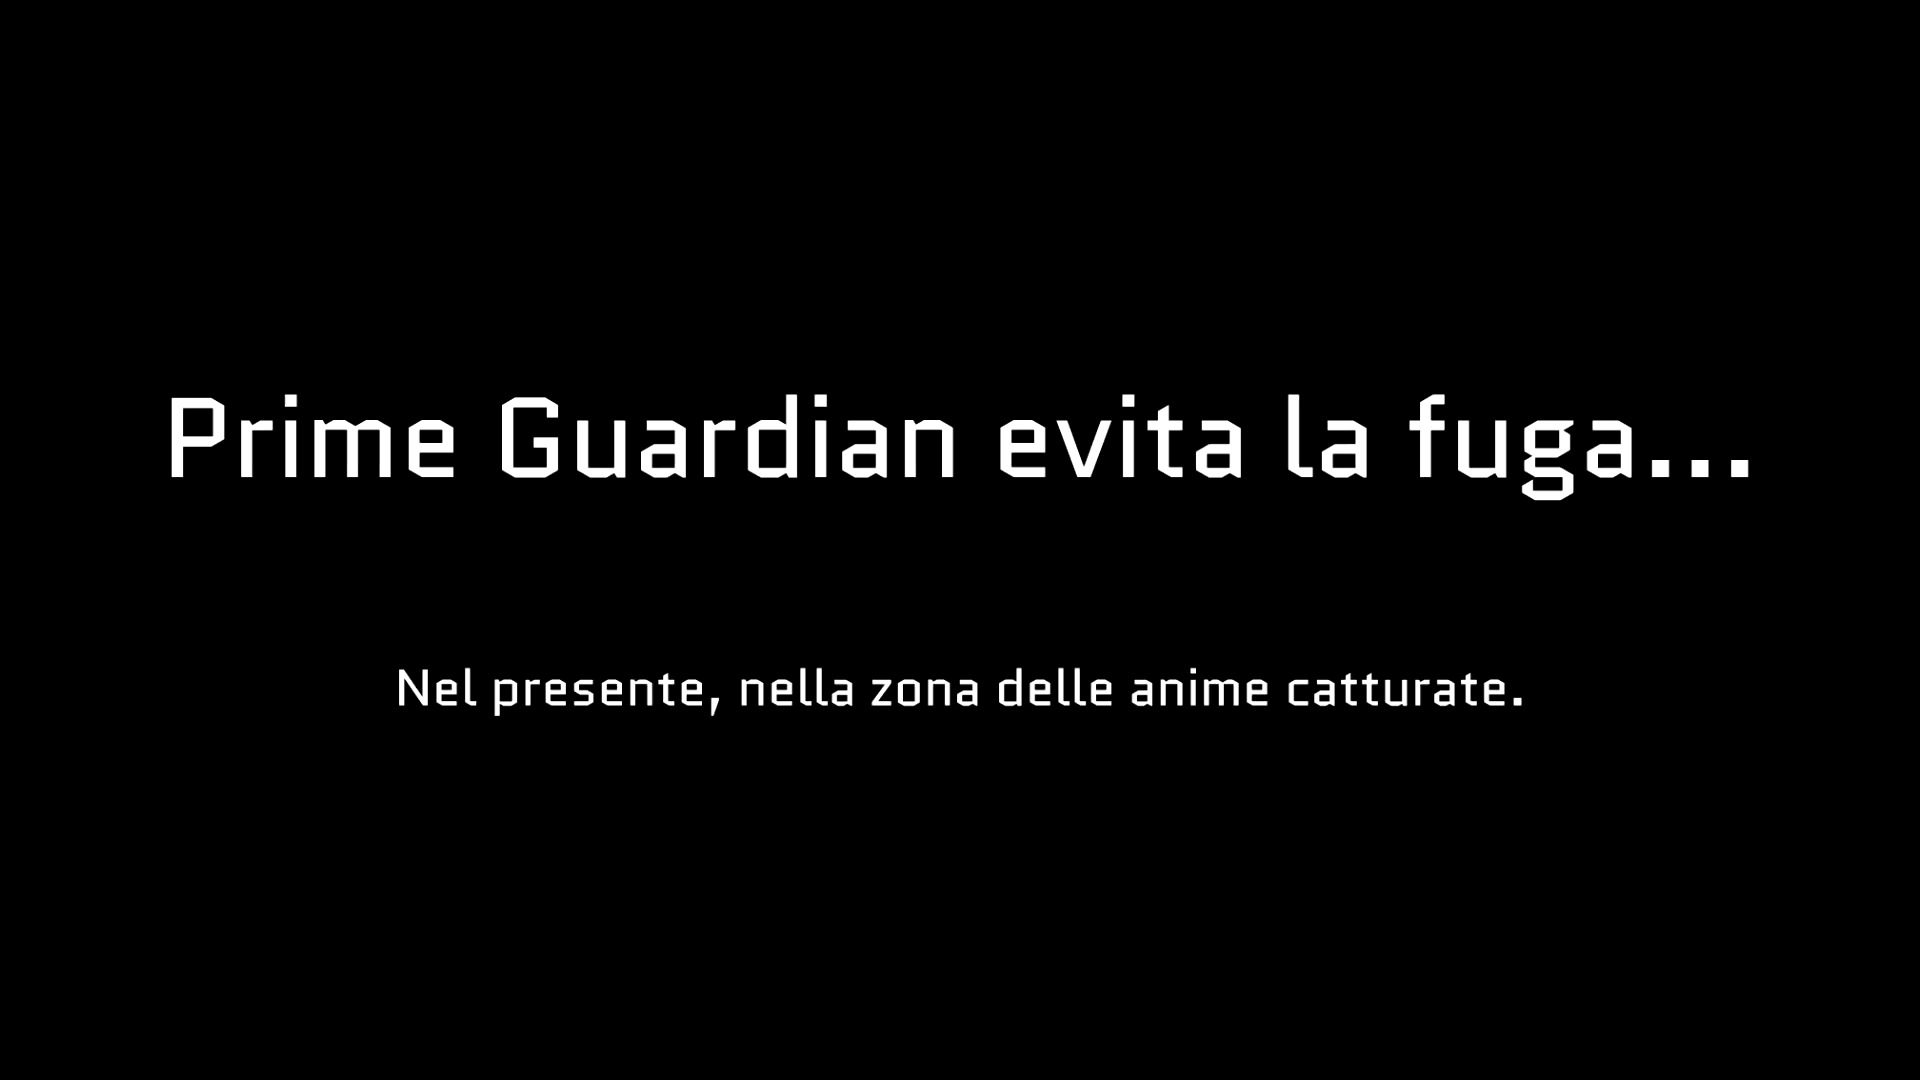 Prime Guardian evita la fuga...
Nel presente, nella zona delle anime catturate.